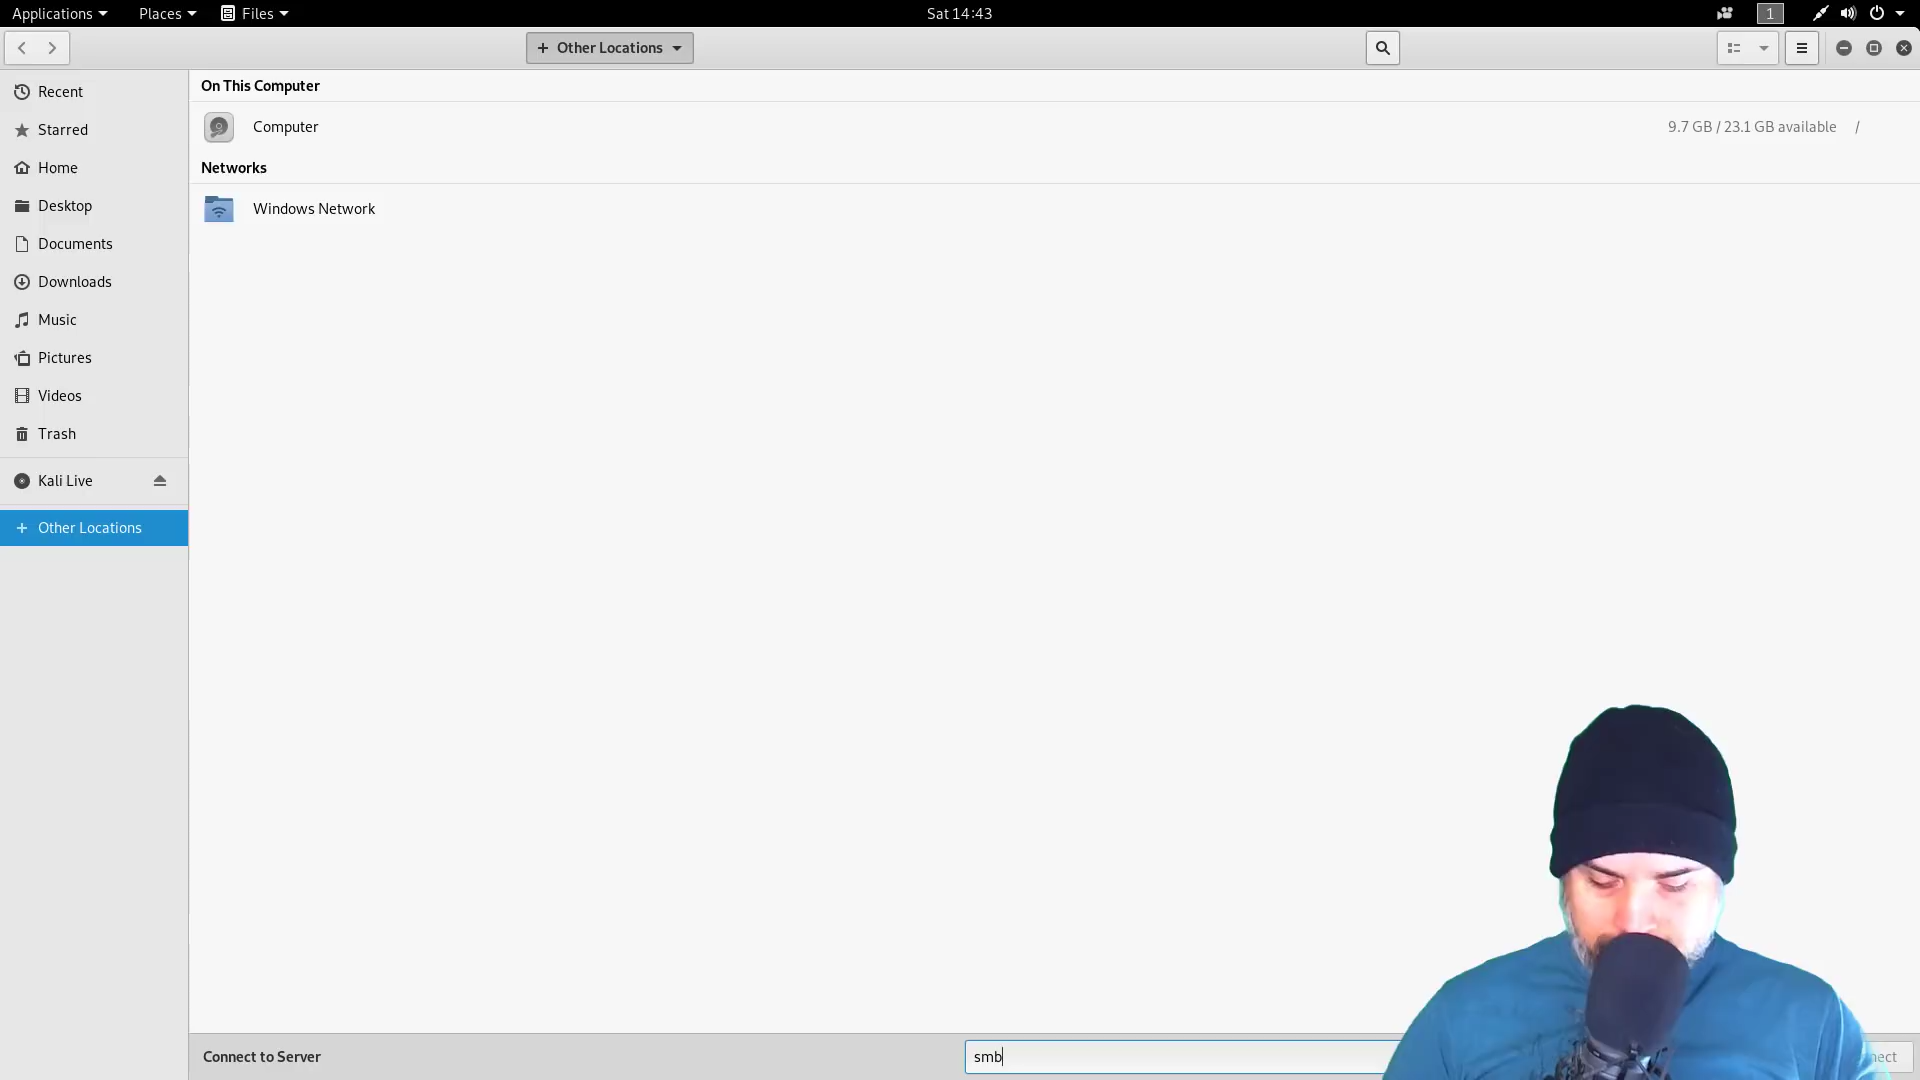 Applications
Places
Files
Sat 14:43
1
Other Locations
Recent
Starred
Home
Desktop
Documents
Downloads
Music
Pictures
Videos
Trash
Kali Live
Other Locations
On This Computer
Computer
9.7 GB / 23.1 GB available /
Networks
Windows Network
Connect to Server
smb